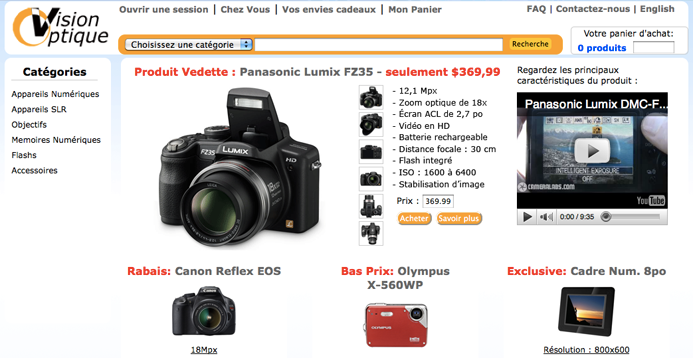 Vision
Optique
Ouvrir une session | Chez Vous | Vos envies cadeaux | Mon Panier
FAQ | Contactez-nous | English
Choisissez une catégorie
Recherche
Votre panier d'achat:
0 produits
Catégories
Appareils Numériques
Appareils SLR
Objectifs
Memoires Numériques
Flashs
Accessoires
Produit Vedette : Panasonic Lumix FZ35 - seulement $369,99
LUMIX
FZ35
HD
- 12,1 Mpx
- Zoom optique de 18x
- Écran ACL de 2,7 po
- Vidéo en HD
- Batterie rechargeable
- Distance focale : 30 cm
- Flash integré
- ISO : 1600 à 6400
- Stabilisation d'image
Prix : 369.99
Acheter
Savoir plus
Regardez les principaux
caractéristiques du produit :
Panasonic Lumix DMC-F...
INTELLIGENT EXPOSURE
OFF
CAMERALABS.COM
YouTube
0:00 / 9:35
Rabais: Canon Reflex EOS
18Mpx
Bas Prix: Olympus
X-560WP
OLYMPUS
Exclusive: Cadre Num. 8po
Résolution : 800x600